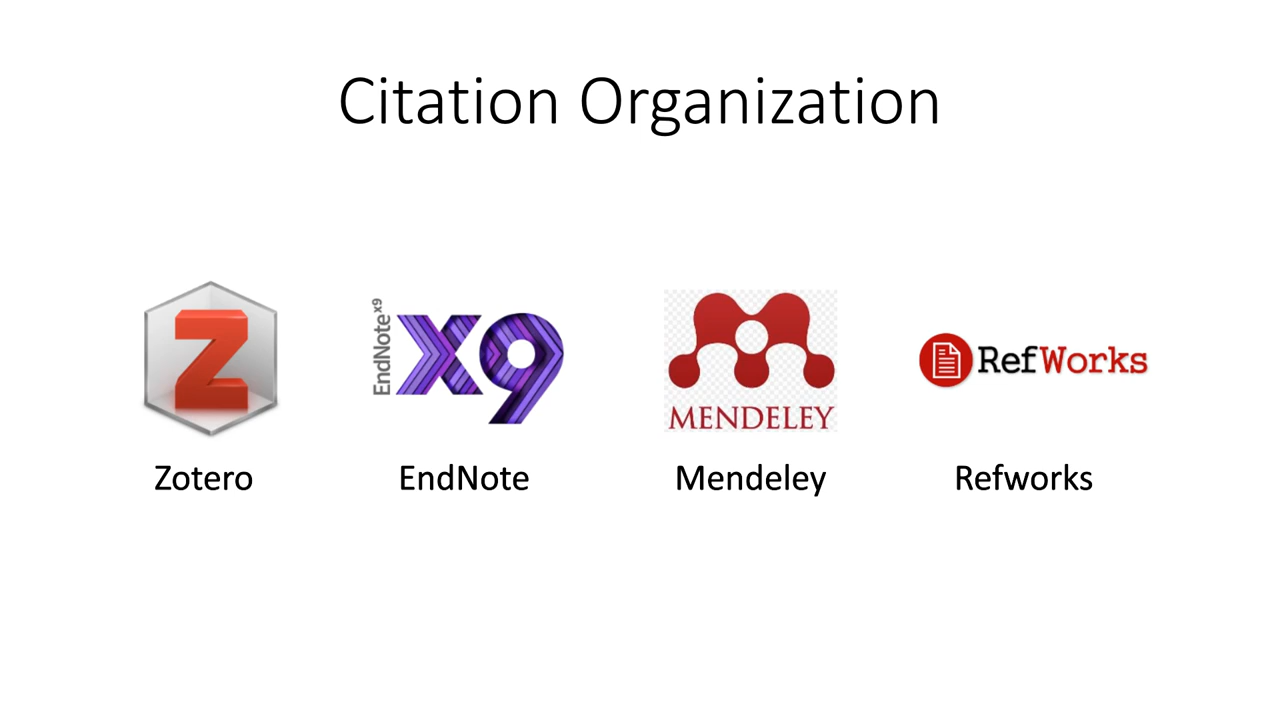 Citation Organization
Z
EndNote x9
X9
MENDELEY
RefWorks
Zotero
EndNote
Mendeley
Refworks